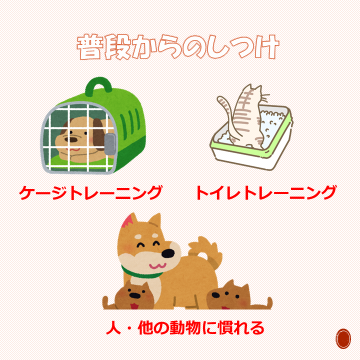 普段からのしつけ
ケージトレーニング
トイレトレーニング
人・他の動物に慣れる